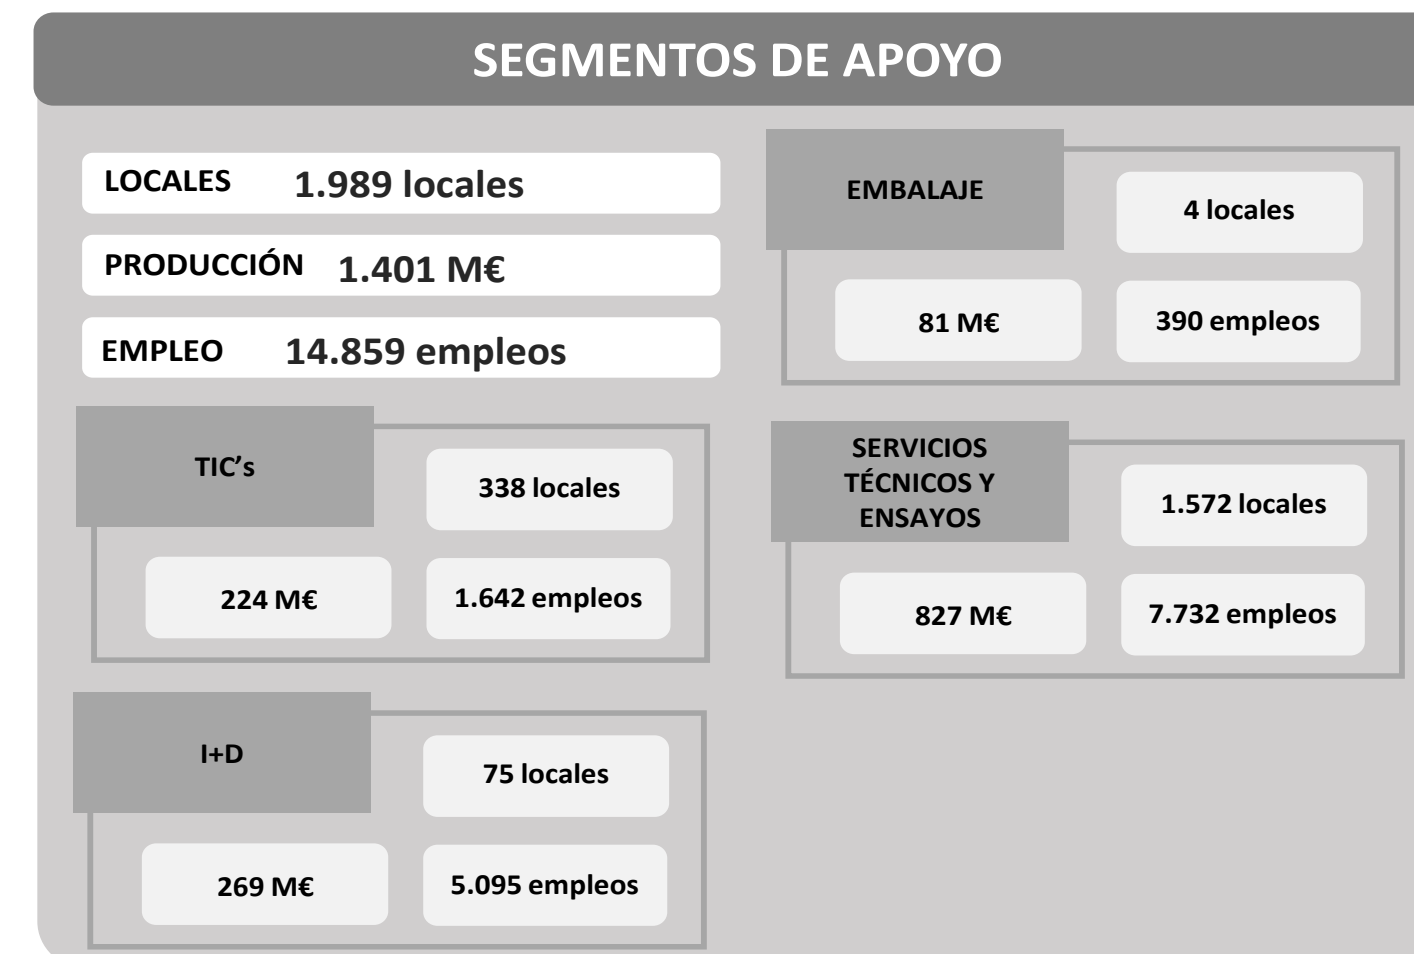 SEGMENTOS DE APOYO
LOCALES 1.989 locales
PRODUCCIÓN 1.401 M€
EMPLEO 14.859 empleos
EMBALAJE
4 locales
81 M€
390 empleos
TIC’s
338 locales
224 M€
1.642 empleos
SERVICIOS
TÉCNICOS Y
ENSAYOS
1.572 locales
827 M€
7.732 empleos
I+D
75 locales
269 M€
5.095 empleos